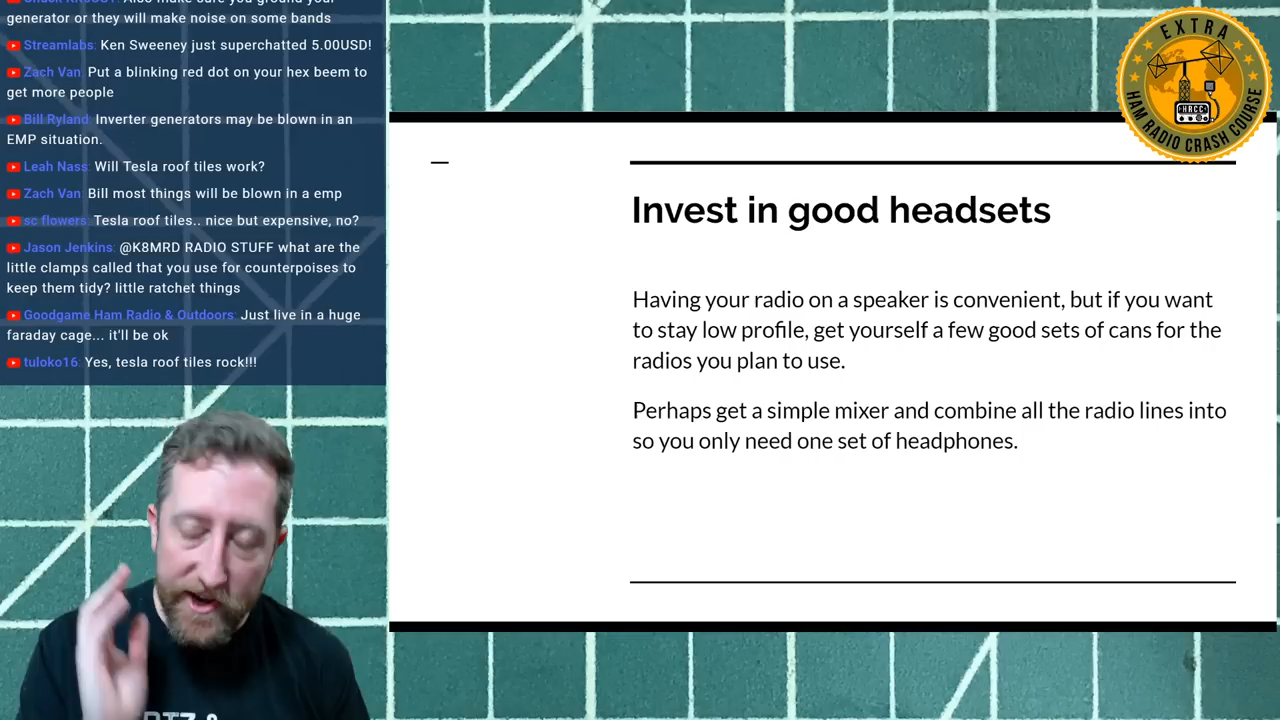 generator or they will make noise on some bands
Streamlabs: Ken Sweeney just superchatted 5.00USD!
Zach Van: Put a blinking red dot on your hex beem to
get more people
Bill Ryland: Inverter generators may be blown in an
EMP situation.
Leah Nass: Will Tesla roof tiles work?
Zach Van: Bill most things will be blown in a emp
sc flowers: Tesla roof tiles.. nice but expensive, no?
Jason Jenkins: @K8MRD RADIO STUFF what are the
little clamps called that you use for counterpoises to
keep them tidy? little ratchet things
Goodgame Ham Radio & Outdoors: Just live in a huge
faraday cage... it'll be ok
tuloko16: Yes, tesla roof tiles rock!!!
EXTRA
HRCC
HAM RADIO CRASH COURSE
Invest in good headsets
Having your radio on a speaker is convenient, but if you want
to stay low profile, get yourself a few good sets of cans for the
radios you plan to use.
Perhaps get a simple mixer and combine all the radio lines into
so you only need one set of headphones.